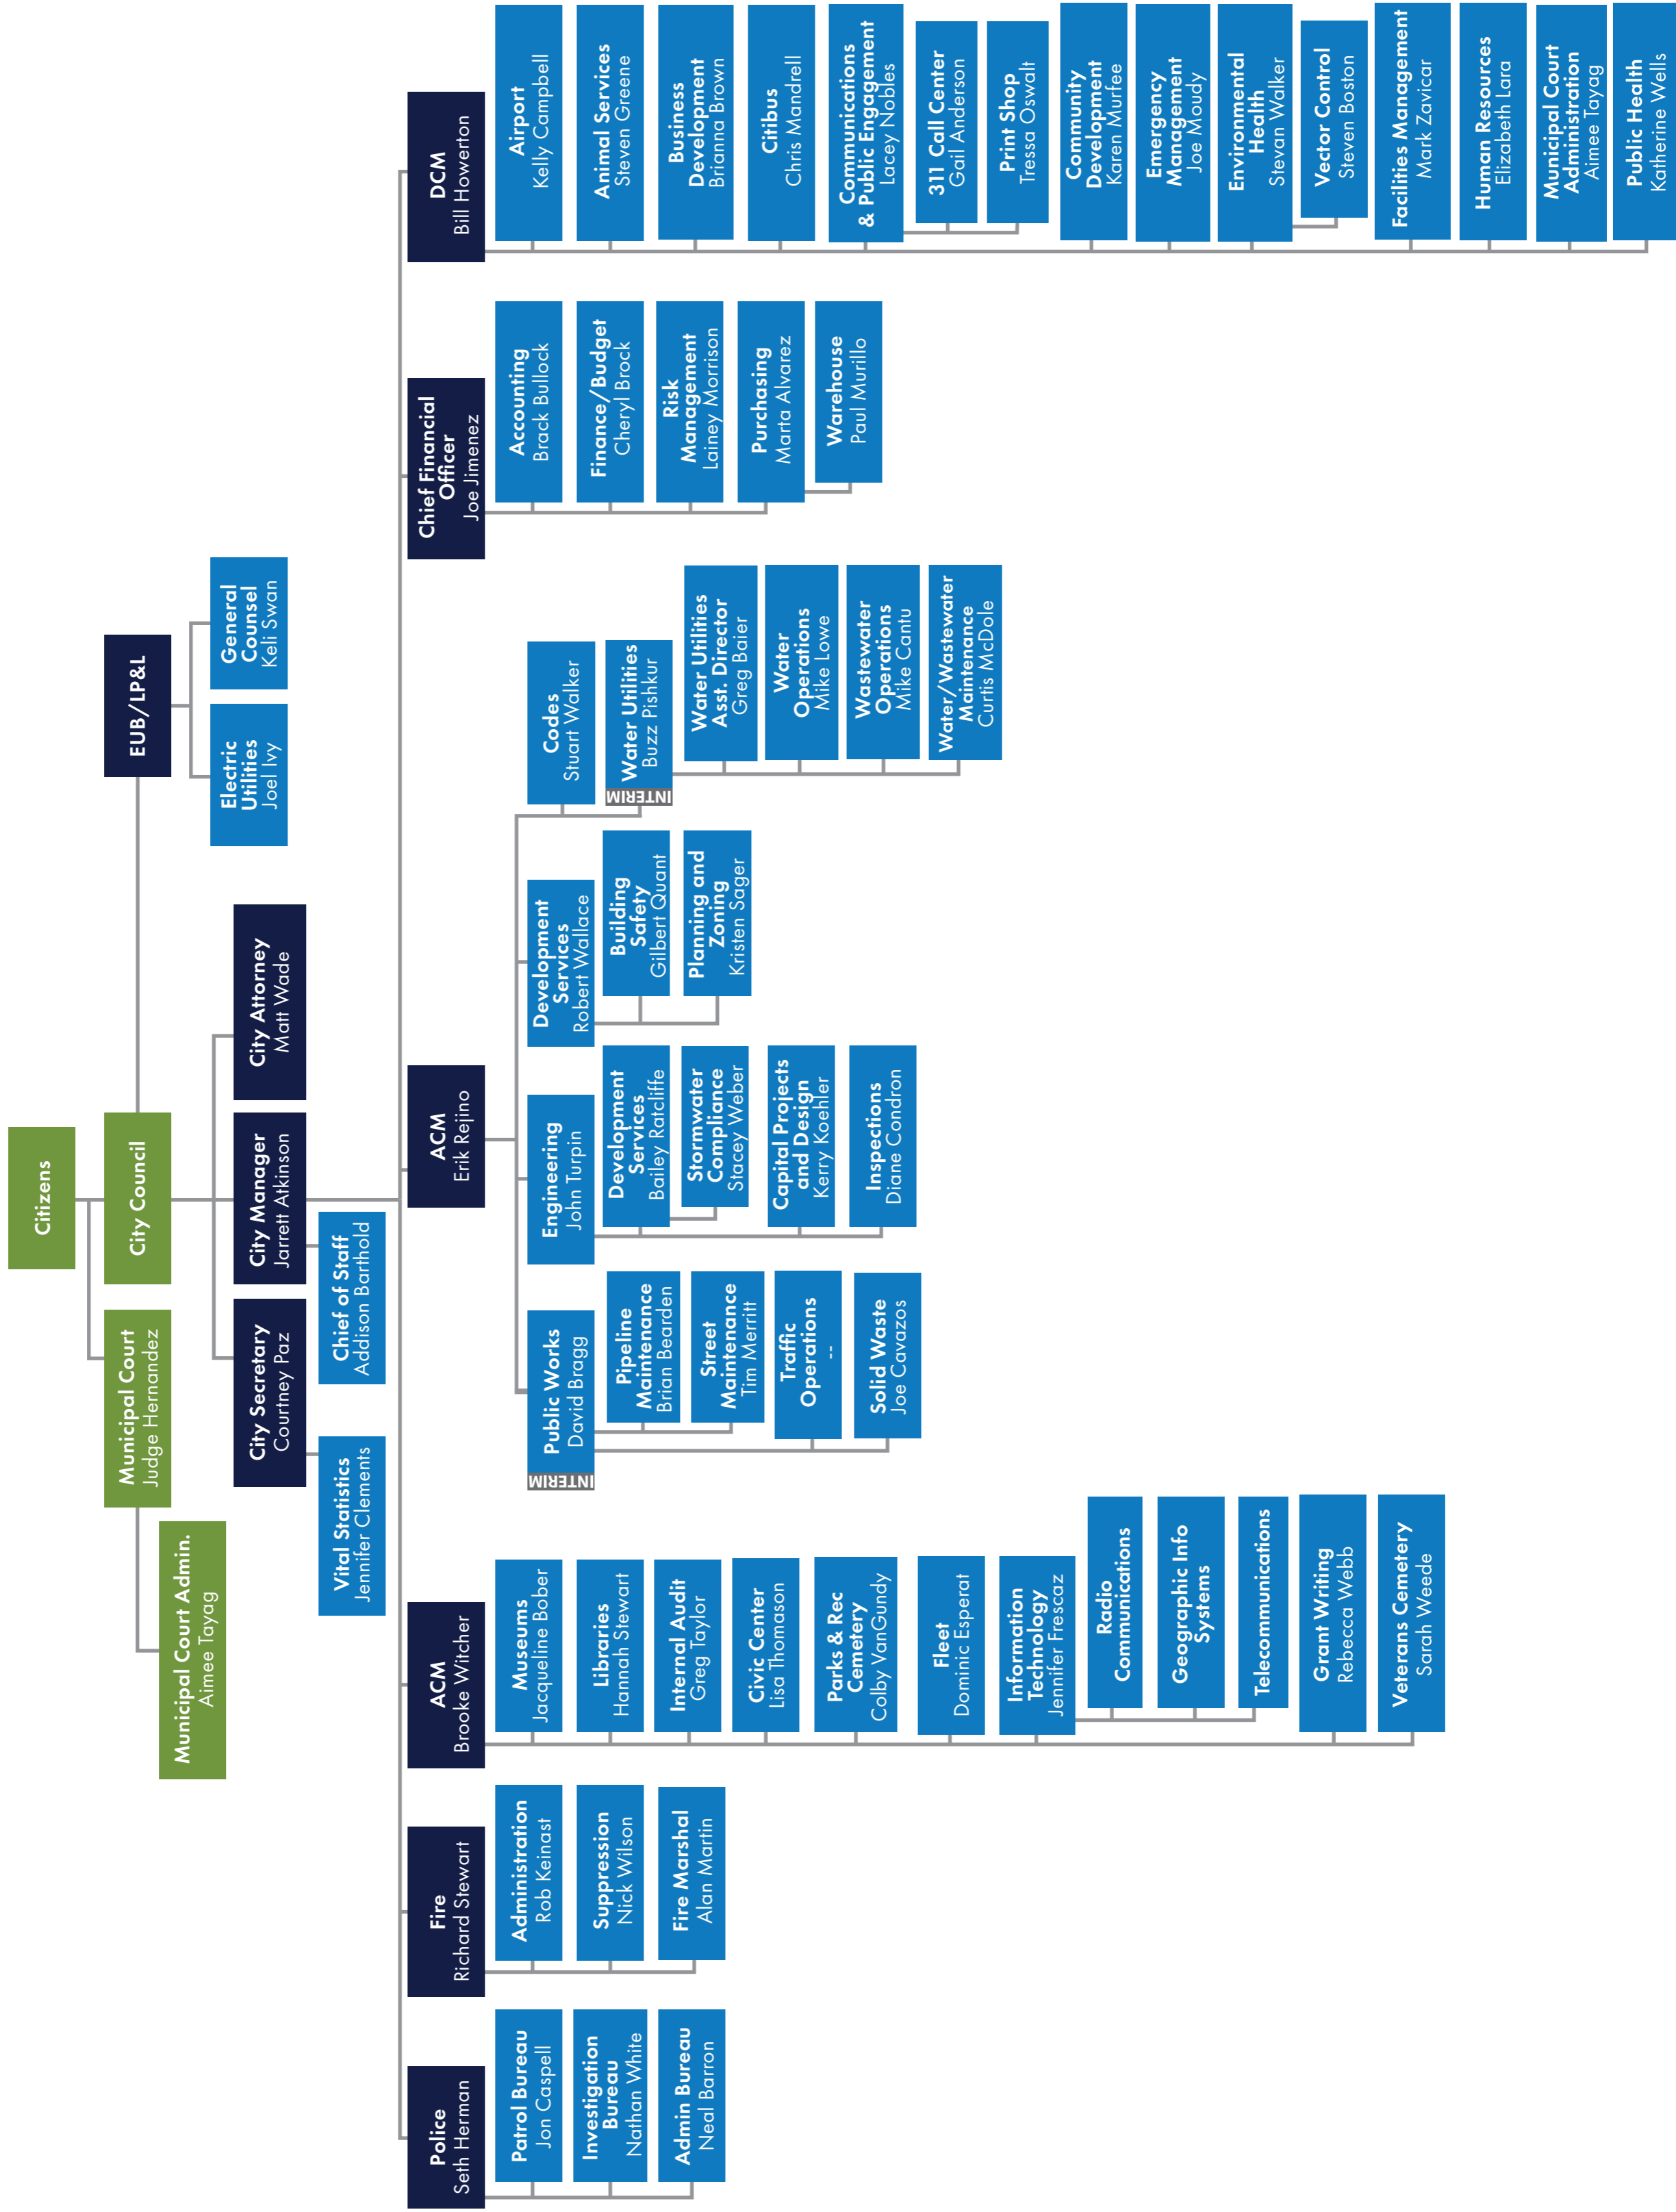 Citizens
Municipal Court
Judge Hernandez
City Council
EUB/LP&L
Municipal Court Admin.
Aimee Tayag
Electric
Utilities
Joel Ivy
General
Counsel
Keli Swan
City Secretary
Courtney Paz
City Manager
Jarrett Atkinson
City Attorney
Matt Wade
Vital Statistics
Jennifer Clements
Chief of Staff
Addison Barthold
Police
Seth Herman
Patrol Bureau
Jon Caspell
Investigation
Bureau
Nathan White
Admin Bureau
Neal Barron
Fire
Richard Stewart
Administration
Rob Keinast
Suppression
Nick Wilson
Fire Marshal
Alan Martin
ACM
Brooke Witcher
Museums
Jacqueline Bober
Libraries
Hannah Stewart
Internal Audit
Greg Taylor
Civic Center
Lisa Thomason
Parks & Rec
Cemetery
Colby VanGundy
Fleet
Dominic Esperat
Information
Technology
Jennifer Frescaz
Radio
Communications
Geographic Info
Systems
Telecommunications
Grant Writing
Rebecca Webb
Veterans Cemetery
Sarah Weede
ACM
Erik Rejino
INTERIM
Public Works
David Bragg
Pipeline
Maintenance
Brian Bearden
Street
Maintenance
Tim Merritt
Traffic
Operations
--
Solid Waste
Joe Cavazos
Engineering
John Turpin
Development
Services
Bailey Ratcliffe
Stormwater
Compliance
Stacey Weber
Capital Projects
and Design
Kerry Koehler
Inspections
Diane Condron
Development
Services
Robert Wallace
Building
Safety
Gilbert Quant
Planning and
Zoning
Kristen Sager
Codes
Stuart Walker
INTERIM
Water Utilities
Buzz Pishkur
Water Utilities
Asst. Director
Greg Baier
Water
Operations
Mike Lowe
Wastewater
Operations
Mike Cantu
Water/Wastewater
Maintenance
Curtis McDole
Chief Financial
Officer
Joe Jimenez
Accounting
Brack Bullock
Finance/Budget
Cheryl Brock
Risk
Management
Lainey Morrison
Purchasing
Marta Alvarez
Warehouse
Paul Murillo
DCM
Bill Howerton
Airport
Kelly Campbell
Animal Services
Steven Greene
Business
Development
Brianna Brown
Citibus
Chris Mandrell
Communications
& Public Engagement
Lacey Nobles
311 Call Center
Gail Anderson
Print Shop
Tressa Oswalt
Community
Development
Karen Murfee
Emergency
Management
Joe Moudy
Environmental
Health
Stevan Walker
Vector Control
Steven Boston
Facilities Management
Mark Zavicar
Human Resources
Elizabeth Lara
Municipal Court
Administration
Aimee Tayag
Public Health
Katherine Wells